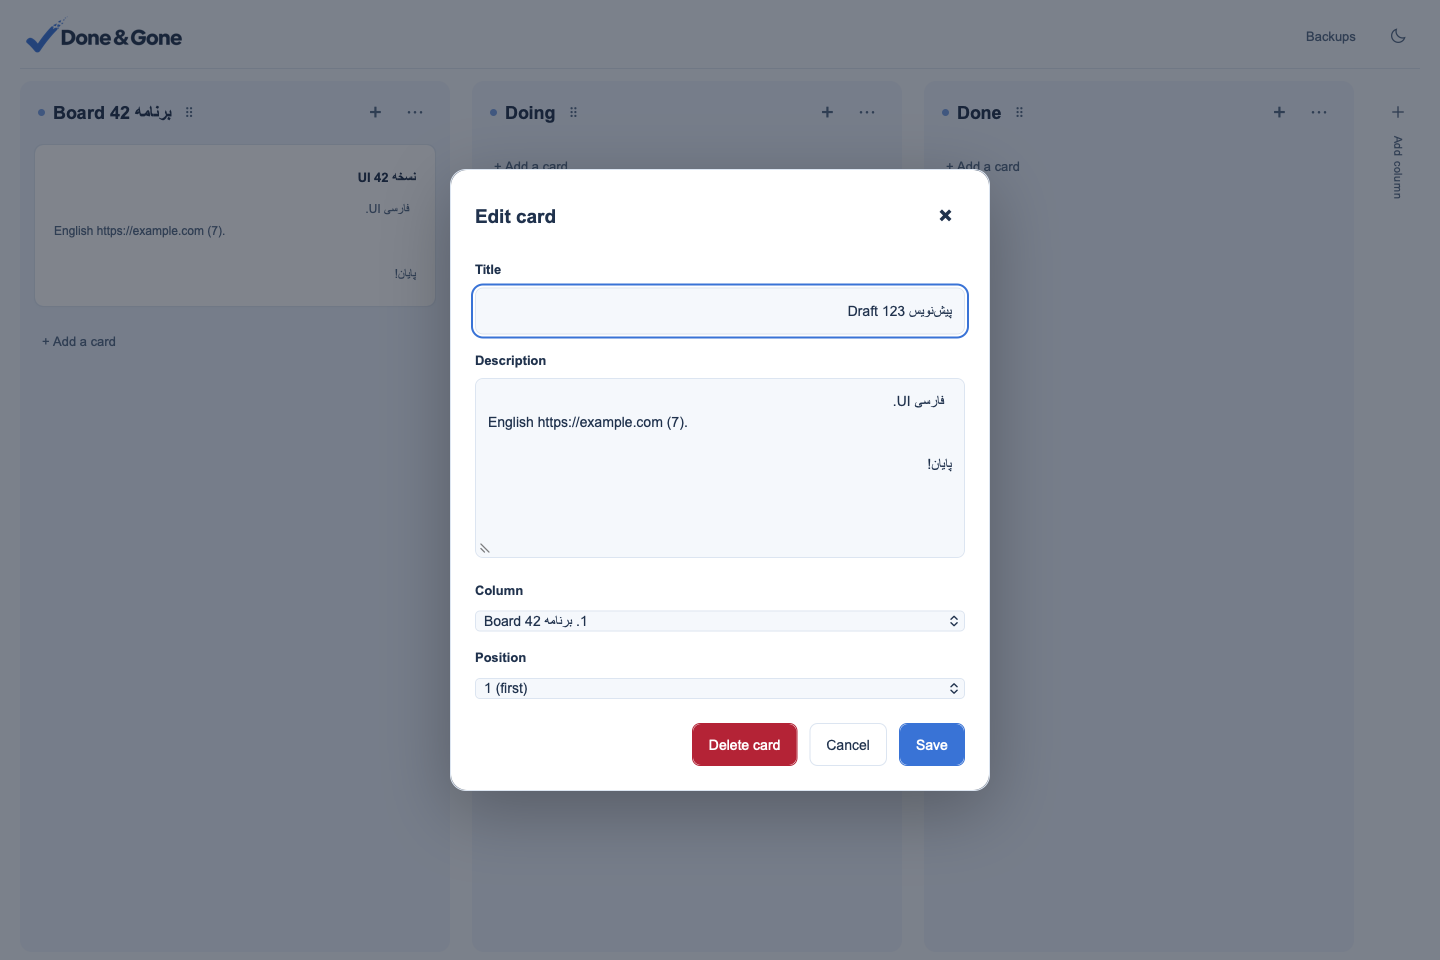 Done & Gone
Backups
Board 42 برنامه
Doing
Done
Add column
نسخه UI 42
فارسی UI.
English https://example.com (7).
پایان!
+ Add a card
+ Add a card
+ Add a card
Edit card
Title
پیش‌نویس Draft 123
Description
فارسی UI.
English https://example.com (7).
پایان!
Column
1. برنامه Board 42
Position
1 (first)
Delete card
Cancel
Save